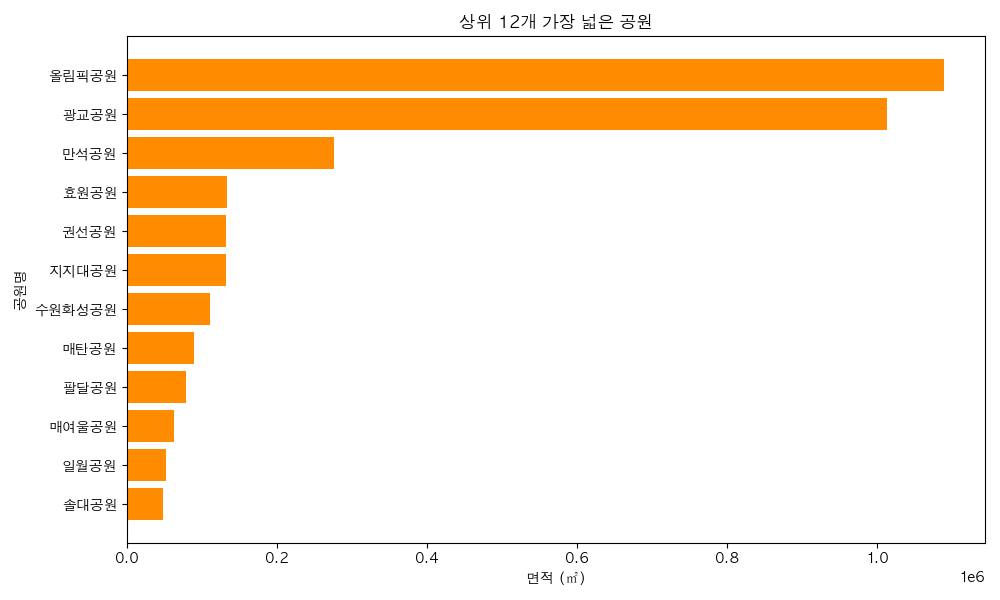 상위 12개 가장 넓은 공원
올림픽공원
광교공원
만석공원
효원공원
권선공원
지지대공원
수원화성공원
매탄공원
팔달공원
매여울공원
일월공원
솔대공원
공원명
0.0 0.2 0.4 0.6 0.8 1.0
1e6
면적 (㎡)